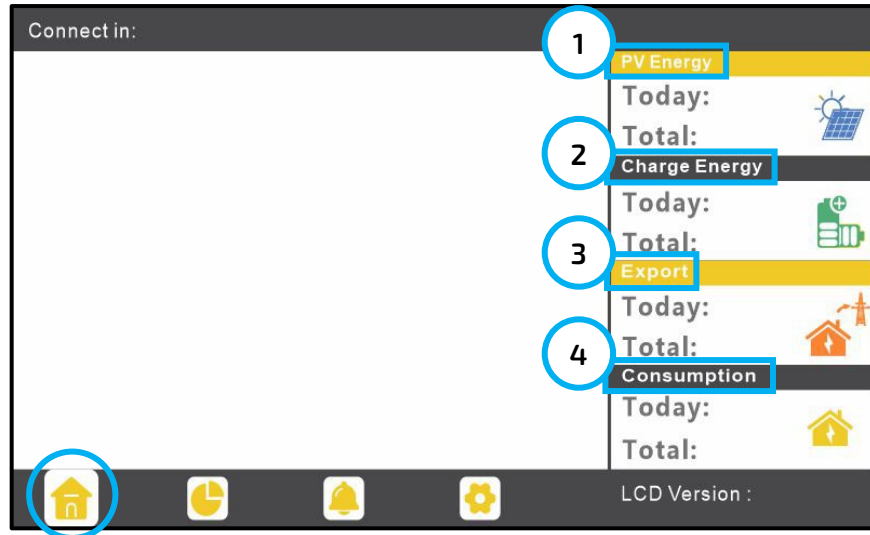 Connect in:
1
PV Energy
Today:
Total:
2
Charge Energy
Today:
Total:
3
Export
Today:
Total:
4
Consumption
Today:
Total:
LCD Version :